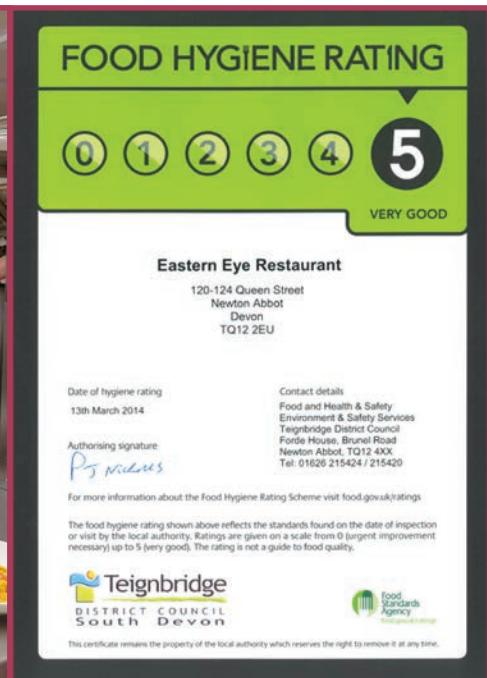 FOOD HYGIENE RATING
0 1 2 3 4 5
VERY GOOD
Eastern Eye Restaurant
120-124 Queen Street
Newton Abbot
Devon
TQ12 2EU
Date of hygiene rating
13th March 2014
Authorising signature
PJ Nicholls
Contact details
Food and Health & Safety
Environment & Safety Services
Teignbridge District Council
Forde House, Brunel Road
Newton Abbot, TQ12 4XX
Tel: 01626 215424 / 215420
For more information about the Food Hygiene Rating Scheme visit food.gov.uk/ratings
The food hygiene rating shown above reflects the standards found on the date of inspection
or visit by the local authority. Ratings are given on a scale from 0 (urgent improvement
necessary) up to 5 (very good). The rating is not a guide to food quality.
Teignbridge
DISTRICT COUNCIL
South Devon
Food
Standards
Agency
food.gov.uk/ratings
This certificate remains the property of the local authority which reserves the right to remove it at any time.